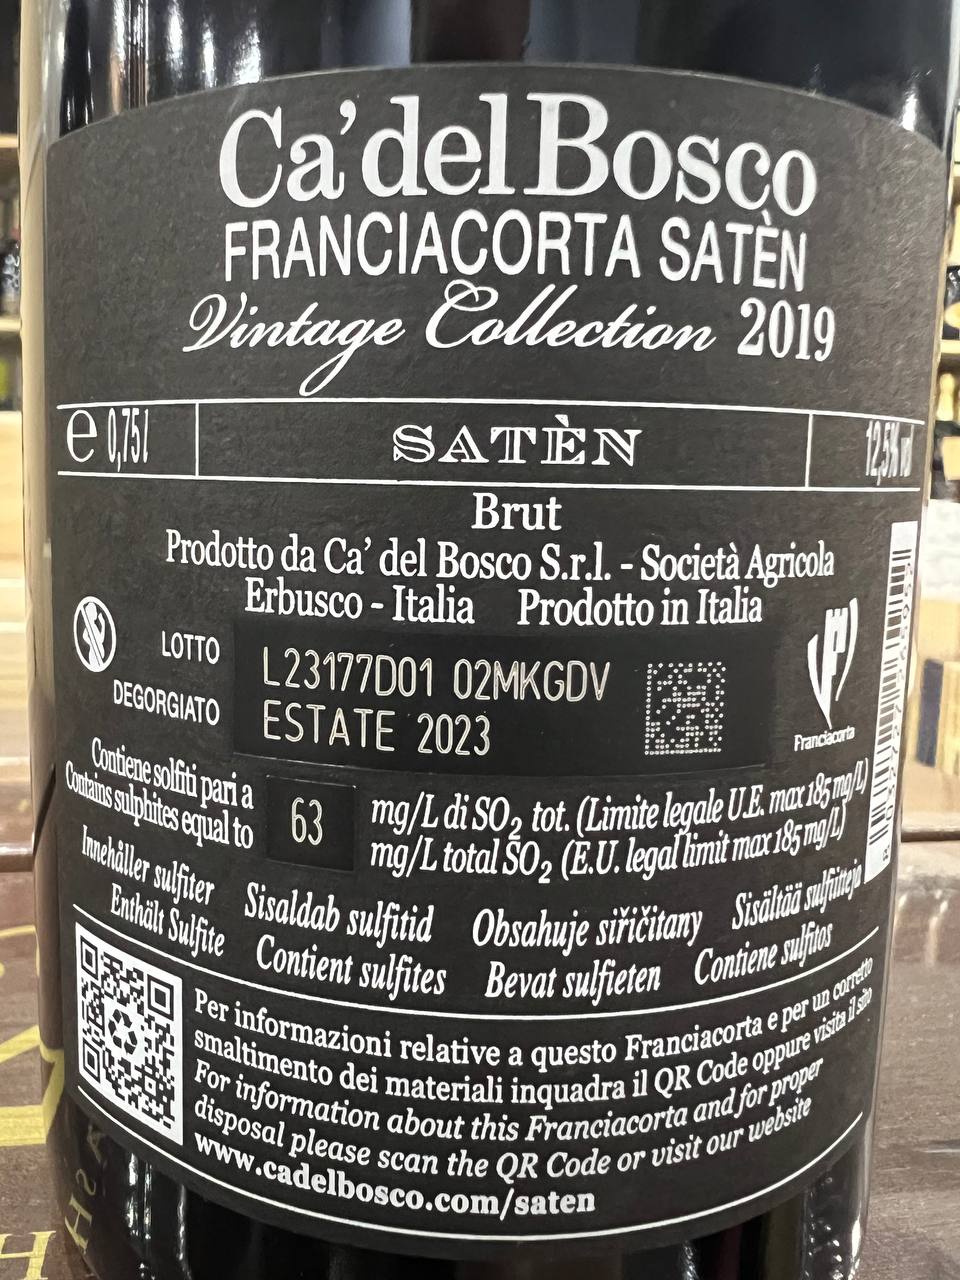 Ca'del Bosco
FRANCIACORTA SATÈN
Vintage Collection 2019
e 0,75l
SATÈN
12,5% vol
Brut
Prodotto da Ca' del Bosco S.r.l. - Società Agricola
Erbusco - Italia Prodotto in Italia
LOTTO L23177D01 02MKGDV
DEGORGIATO ESTATE 2023
Franciacorta
Contiene solfiti pari a 63 mg/L di SO2 tot. (Limite legale U.E. max 185 mg/L)
Contains sulphites equal to mg/L total SO2 (E.U. legal limit max 185 mg/L)
Innehåller sulfiter Sisaldab sulfitid Obsahuje siřičitany Sisältää sulfiitteja
Enthält Sulfite Contient sulfites Bevat sulfieten Contiene sulfitos
Per informazioni relative a questo Franciacorta e per un corretto
smaltimento dei materiali inquadra il QR Code oppure visita il sito
For information about this Franciacorta and for proper
disposal please scan the QR Code or visit our website
www.cadelbosco.com/saten